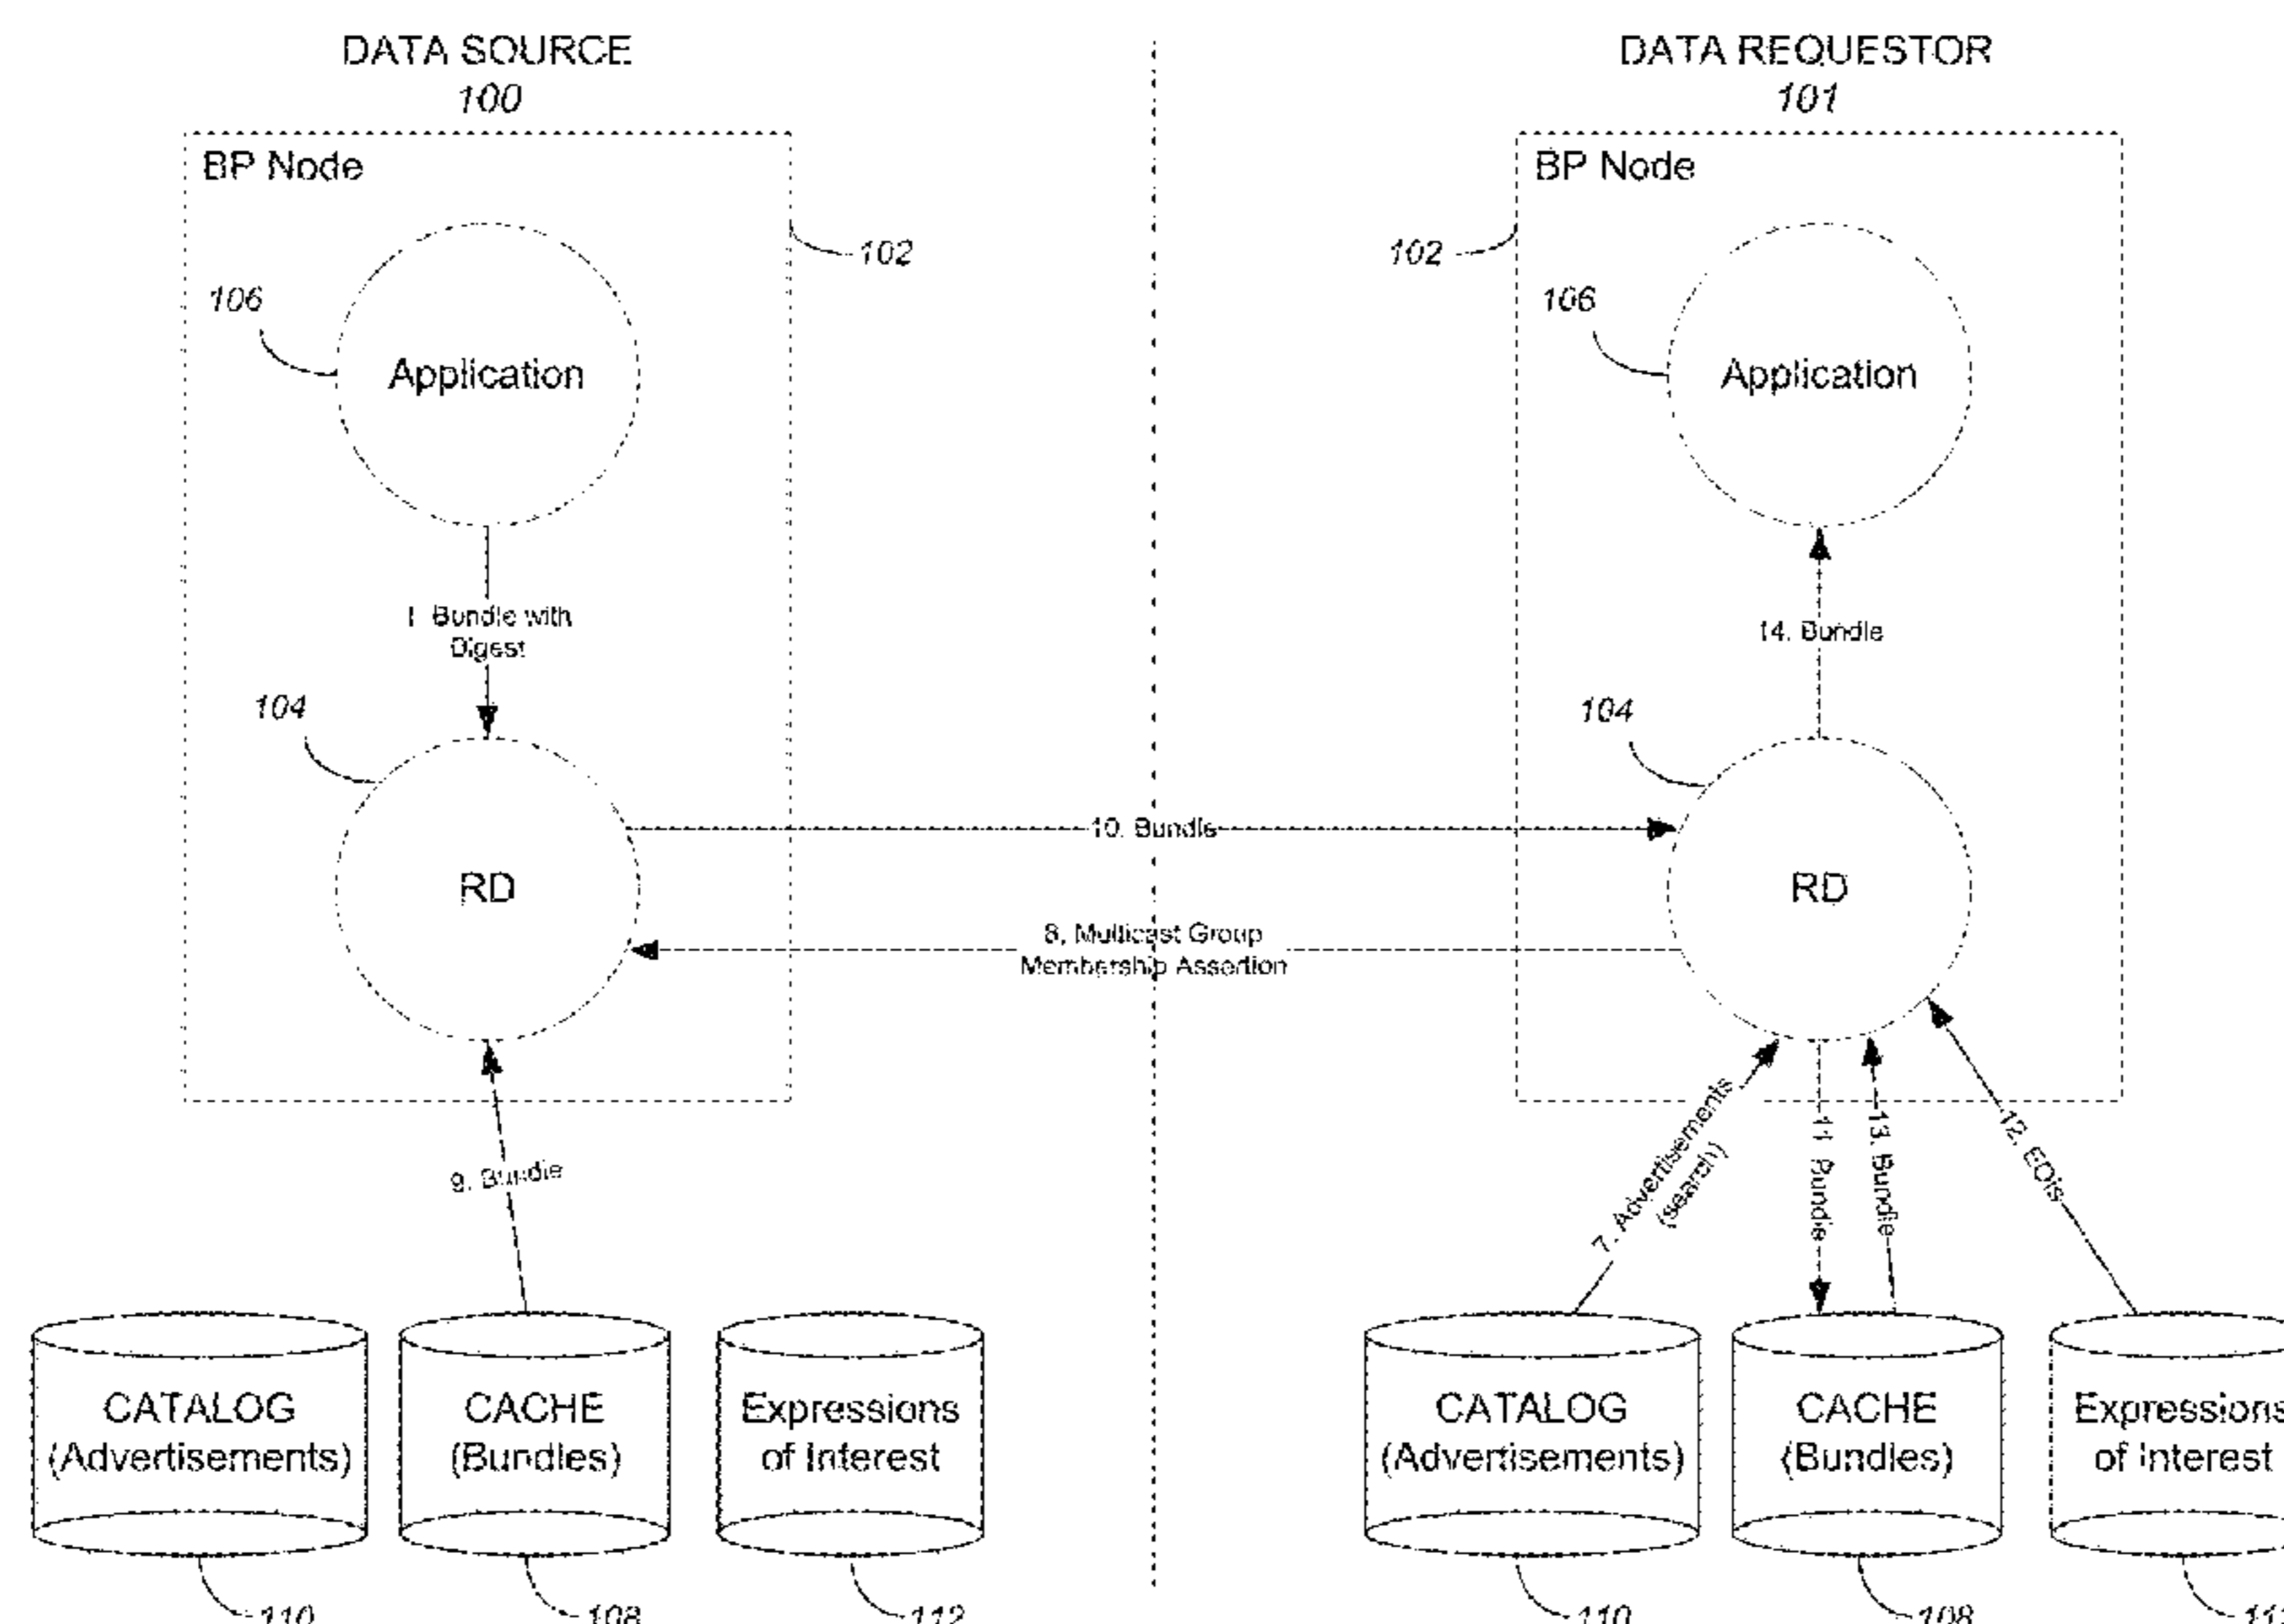 DATA SOURCE
100
DATA REQUESTOR
101
BP Node
102
106
Application
1. Bundle with
Digest
104
RD
BP Node
102
106
Application
14. Bundle
104
RD
10. Bundle
8. Multicast Group
Membership Assertion
9. Bundle
7. Advertisements
(search)
11. Bundle
13. Bundle
12. EOIs
CATALOG
(Advertisements)
CACHE
(Bundles)
Expressions
of Interest
CATALOG
(Advertisements)
CACHE
(Bundles)
Expressions
of Interest
110
108
112
110
108